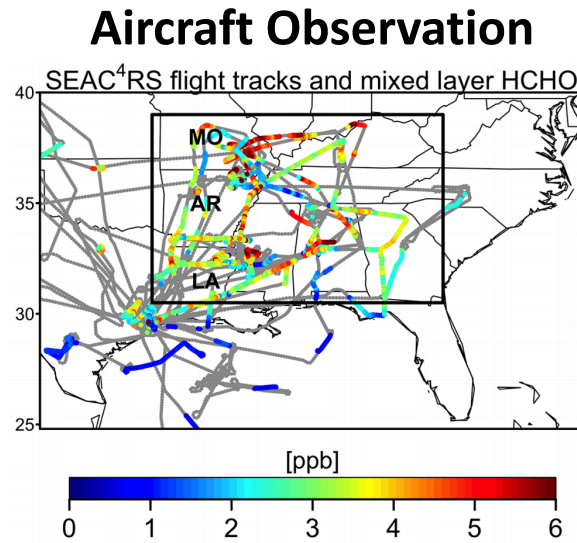 Aircraft Observation
SEAC⁴RS flight tracks and mixed layer HCHO
40
MO
35
AR
LA
30
25
[ppb]
0 1 2 3 4 5 6